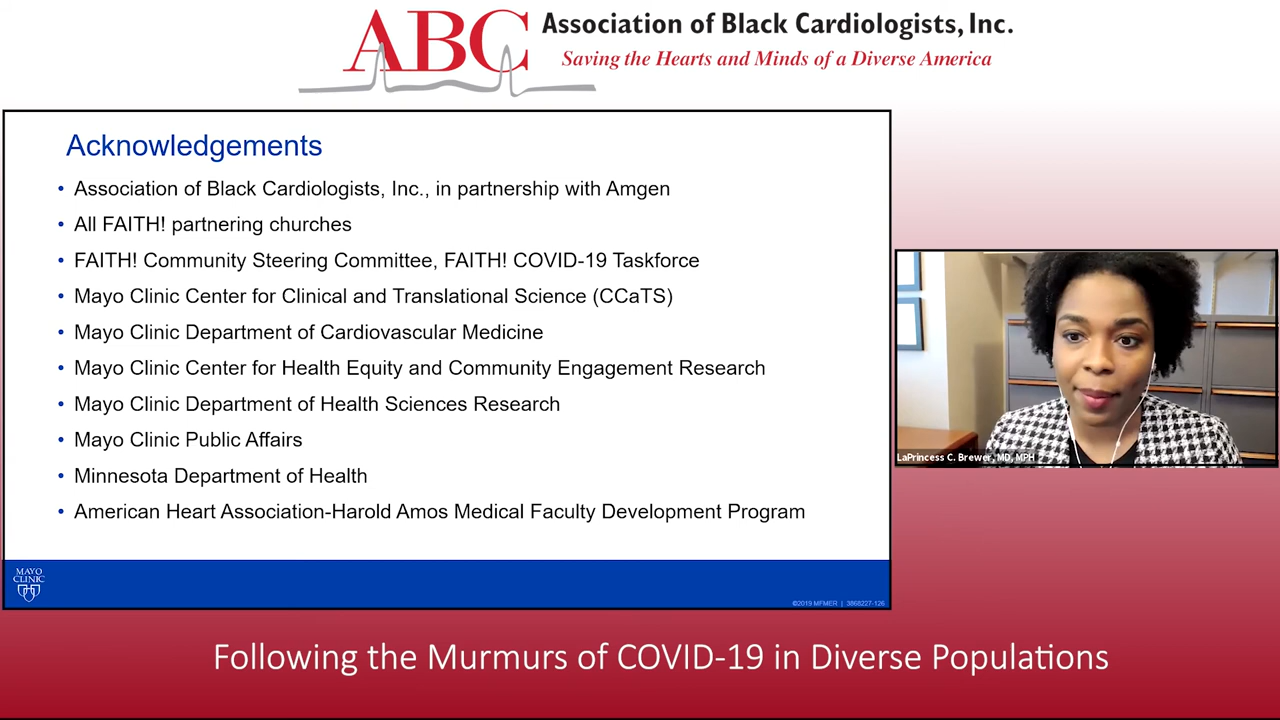 ABC
Association of Black Cardiologists, Inc.
Saving the Hearts and Minds of a Diverse America
Acknowledgements
• Association of Black Cardiologists, Inc., in partnership with Amgen
• All FAITH! partnering churches
• FAITH! Community Steering Committee, FAITH! COVID-19 Taskforce
• Mayo Clinic Center for Clinical and Translational Science (CCaTS)
• Mayo Clinic Department of Cardiovascular Medicine
• Mayo Clinic Center for Health Equity and Community Engagement Research
• Mayo Clinic Department of Health Sciences Research
• Mayo Clinic Public Affairs
• Minnesota Department of Health
• American Heart Association-Harold Amos Medical Faculty Development Program
MAYO
CLINIC
©2019 MFMER | 3868227-126
LaPrincess C. Brewer, MD, MPH
Following the Murmurs of COVID-19 in Diverse Populations